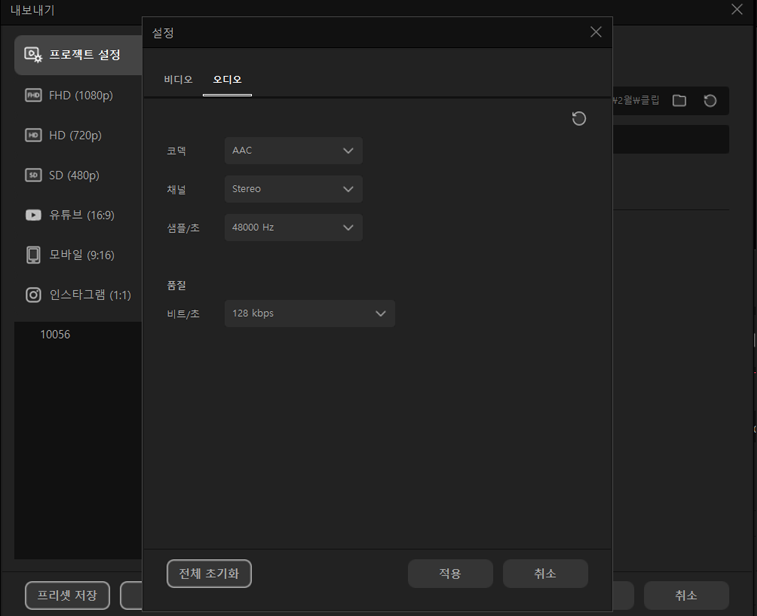 내보내기
설정
프로젝트 설정
FHD FHD (1080p)
HD HD (720p)
SD SD (480p)
유튜브 (16:9)
모바일 (9:16)
인스타그램 (1:1)
10056
비디오 오디오
₩2월₩클립
코덱 AAC
채널 Stereo
샘플/초 48000 Hz
품질
비트/초 128 kbps
전체 초기화 적용 취소
프리셋 저장 취소